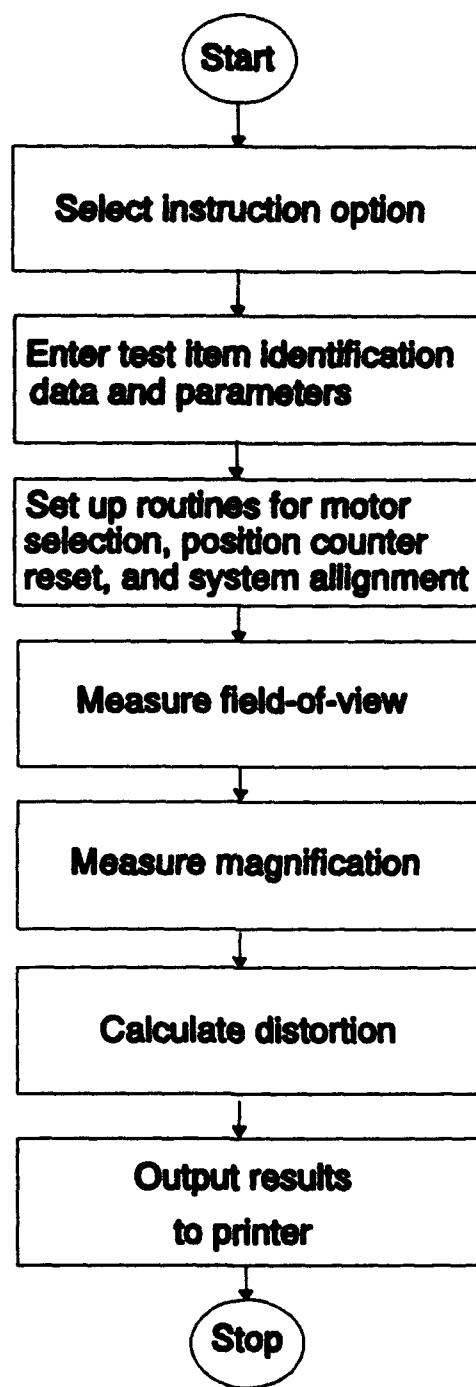 Start
Select instruction option
Enter test item identification
data and parameters
Set up routines for motor
selection, position counter
reset, and system allignment
Measure field-of-view
Measure magnification
Calculate distortion
Output results
to printer
Stop